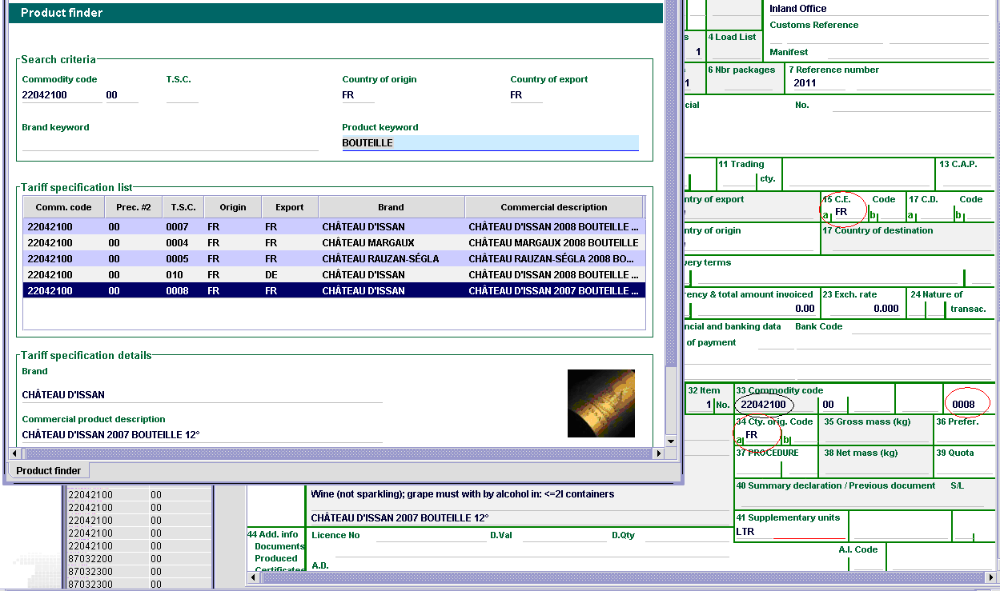 Product finder
Search criteria
Commodity code T.S.C. Country of origin Country of export
22042100 00 FR FR
Brand keyword Product keyword
BOUTEILLE
Tariff specification list
Comm. code Prec. #2 T.S.C. Origin Export Brand Commercial description
22042100 00 0007 FR FR CHÂTEAU D'ISSAN CHÂTEAU D'ISSAN 2008 BOUTEILLE ...
22042100 00 0004 FR FR CHÂTEAU MARGAUX CHÂTEAU MARGAUX 2008 BOUTEILLE
22042100 00 0005 FR FR CHÂTEAU RAUZAN-SÉGLA CHÂTEAU RAUZAN-SÉGLA 2008 BO...
22042100 00 010 FR DE CHÂTEAU D'ISSAN CHÂTEAU D'ISSAN 2008 BOUTEILLE ...
22042100 00 0008 FR FR CHÂTEAU D'ISSAN CHÂTEAU D'ISSAN 2007 BOUTEILLE ...
Tariff specification details
Brand
CHÂTEAU D'ISSAN
Commercial product description
CHÂTEAU D'ISSAN 2007 BOUTEILLE 12°
Product finder
Inland Office
Customs Reference
s 4 Load List
1 Manifest
6 Nbr packages 7 Reference number
1 2011
cial No.
11 Trading 13 C.A.P.
cty.
ntry of export 15 C.E. Code 17 C.D. Code
a FR b a b
ntry of origin 17 Country of destination
very terms
ency & total amount invoiced 23 Exch. rate 24 Nature of
0.00 0.000 transac.
ncial and banking data Bank Code
of payment
32 Item 33 Commodity code
1 No. 22042100 00 0008
34 Cty. orig. Code 35 Gross mass (kg) 36 Prefer.
a FR b
37 PROCEDURE 38 Net mass (kg) 39 Quota
40 Summary declaration / Previous document S/L
41 Supplementary units
LTR
A.I. Code
Wine (not sparkling); grape must with by alcohol in: <=2l containers
CHÂTEAU D'ISSAN 2007 BOUTEILLE 12°
44 Add. info Licence No D.Val D.Qty
Documents
Produced
Certificates A.D.
22042100 00
22042100 00
22042100 00
22042100 00
22042100 00
87032200 00
87032300 00
87032300 00